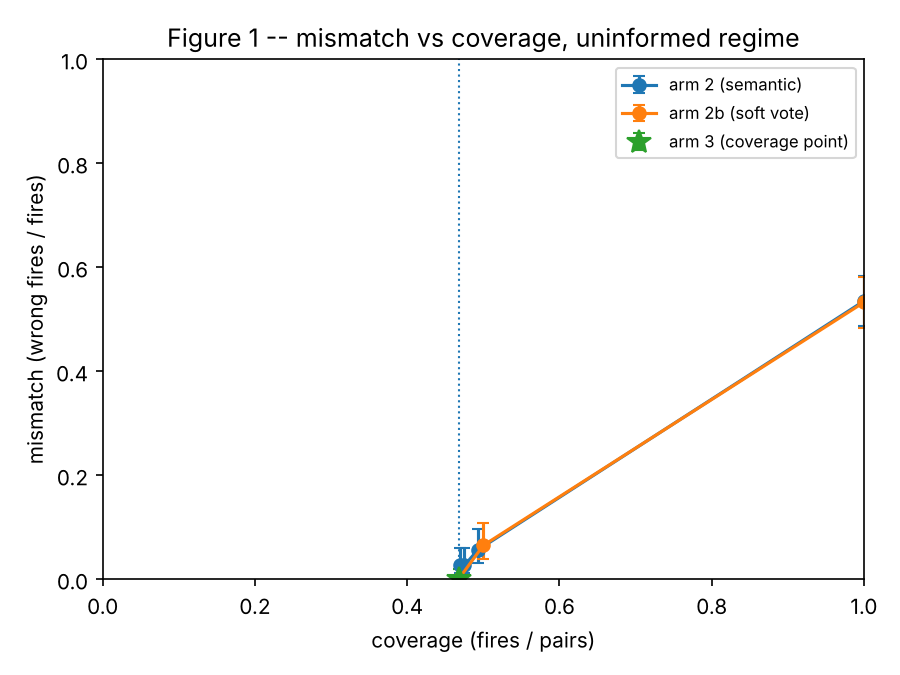 Figure 1 -- mismatch vs coverage, uninformed regime
1.0
0.8
0.6
0.4
0.2
0.0
mismatch (wrong fires / fires)
arm 2 (semantic)
arm 2b (soft vote)
arm 3 (coverage point)
0.0 0.2 0.4 0.6 0.8 1.0
coverage (fires / pairs)